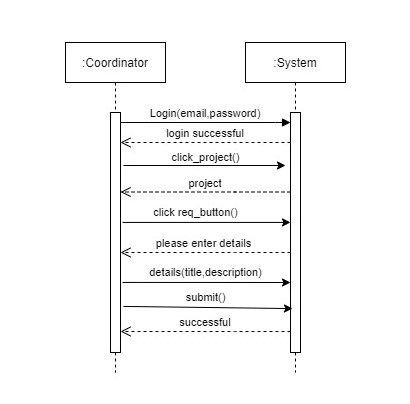 :Coordinator
:System
Login(email,password)
login successful
click_project()
project
click req_button()
please enter details
details(title,description)
submit()
successful